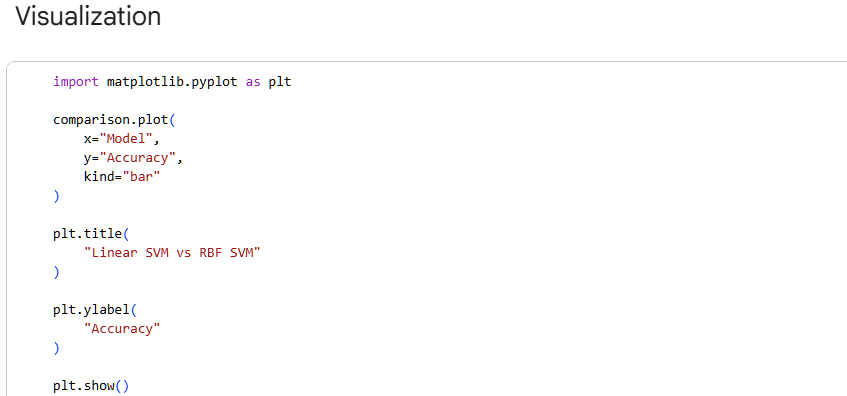 Visualization
import matplotlib.pyplot as plt
comparison.plot(
    x="Model",
    y="Accuracy",
    kind="bar"
)
plt.title(
    "Linear SVM vs RBF SVM"
)
plt.ylabel(
    "Accuracy"
)
plt.show()